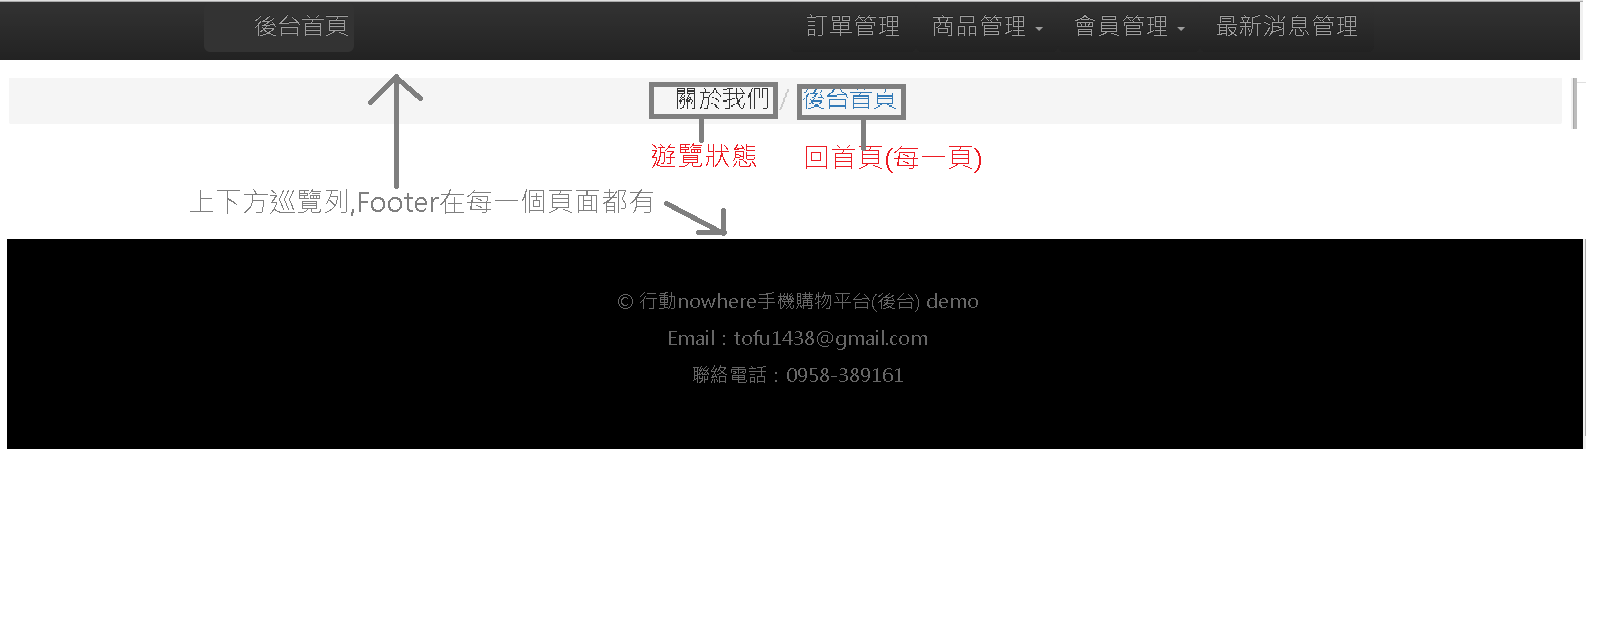 後台首頁 訂單管理 商品管理 會員管理 最新消息管理
關於我們 / 後台首頁
遊覽狀態 回首頁(每一頁)
上下方巡覽列,Footer在每一個頁面都有
© 行動nowhere手機購物平台(後台) demo
Email：tofu1438@gmail.com
聯絡電話：0958-389161